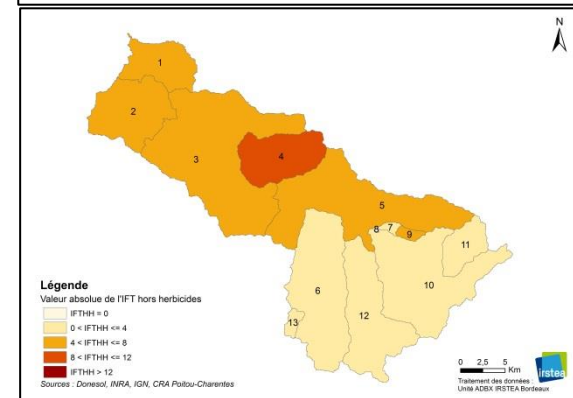 N
1
2
3
4
5
8
7
9
11
6
10
12
13
Légende
Valeur absolue de l'IFT hors herbicides
IFTHH = 0
0 < IFTHH <= 4
4 < IFTHH <= 8
8 < IFTHH <= 12
IFTHH > 12
Sources : Donesol, INRA, IGN, CRA Poitou-Charentes
0 2,5 5
Km
Traitement des données :
Unité ADBX IRSTEA Bordeaux
irstea